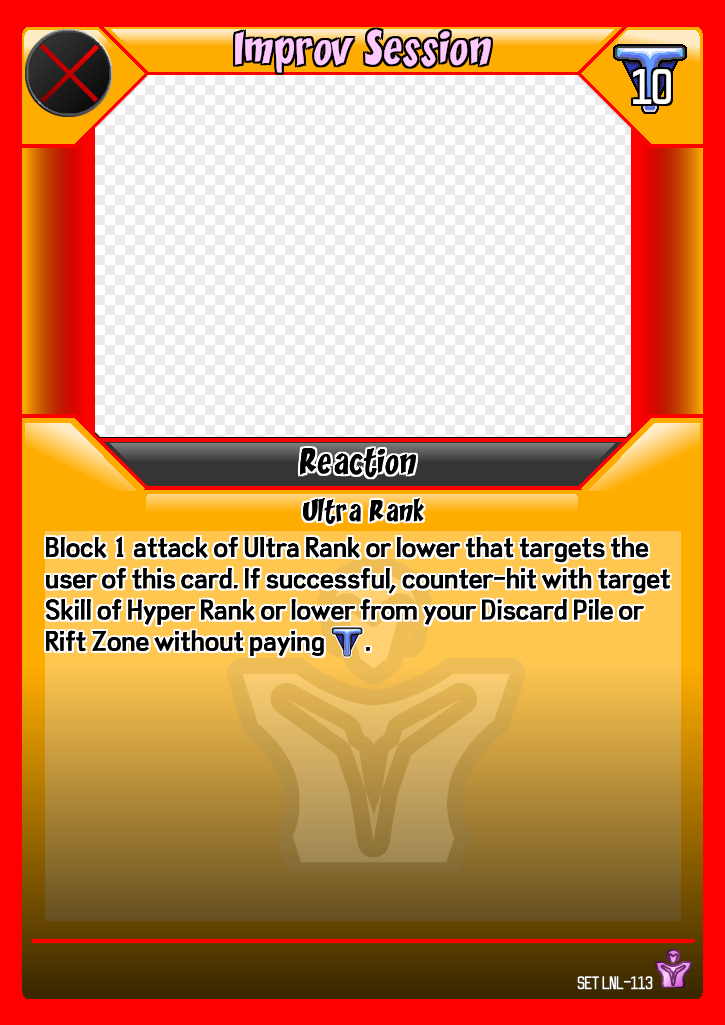 Improv Session
10
Reaction
Ultra Rank
Block 1 attack of Ultra Rank or lower that targets the
user of this card. If successful, counter-hit with target
Skill of Hyper Rank or lower from your Discard Pile or
Rift Zone without paying .
SET LNL-113